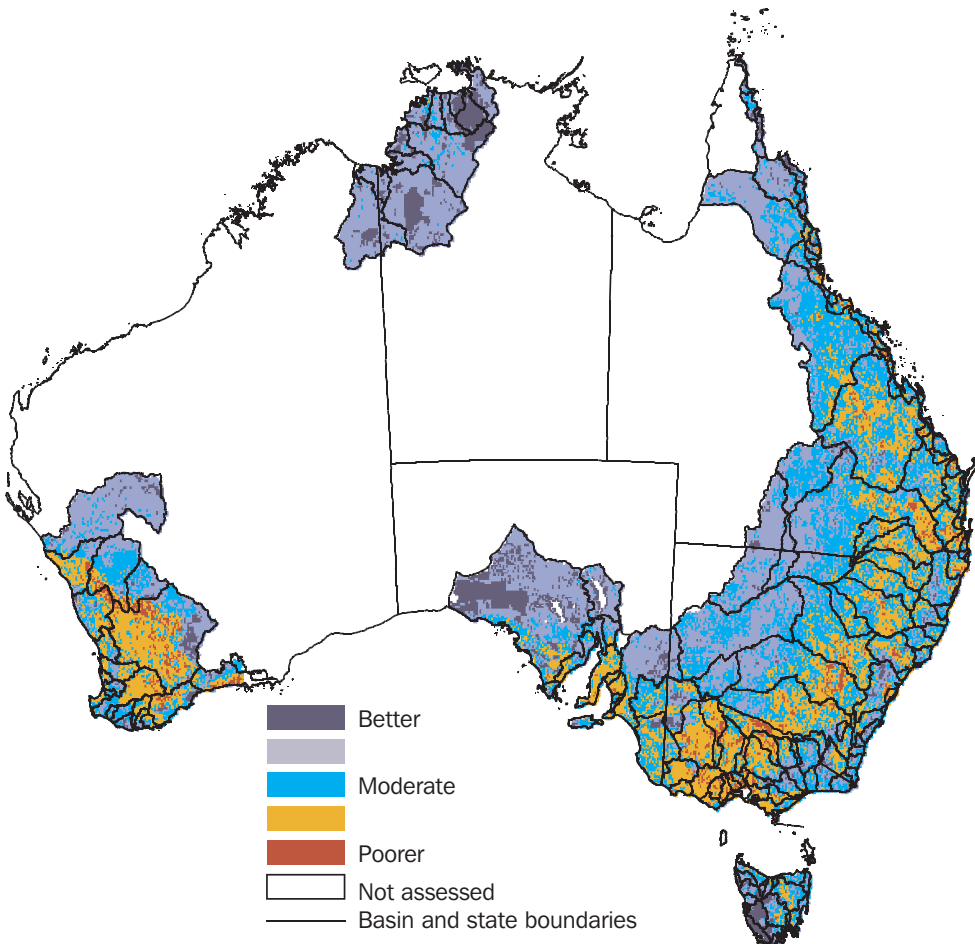 Better
Moderate
Poorer
Not assessed
Basin and state boundaries